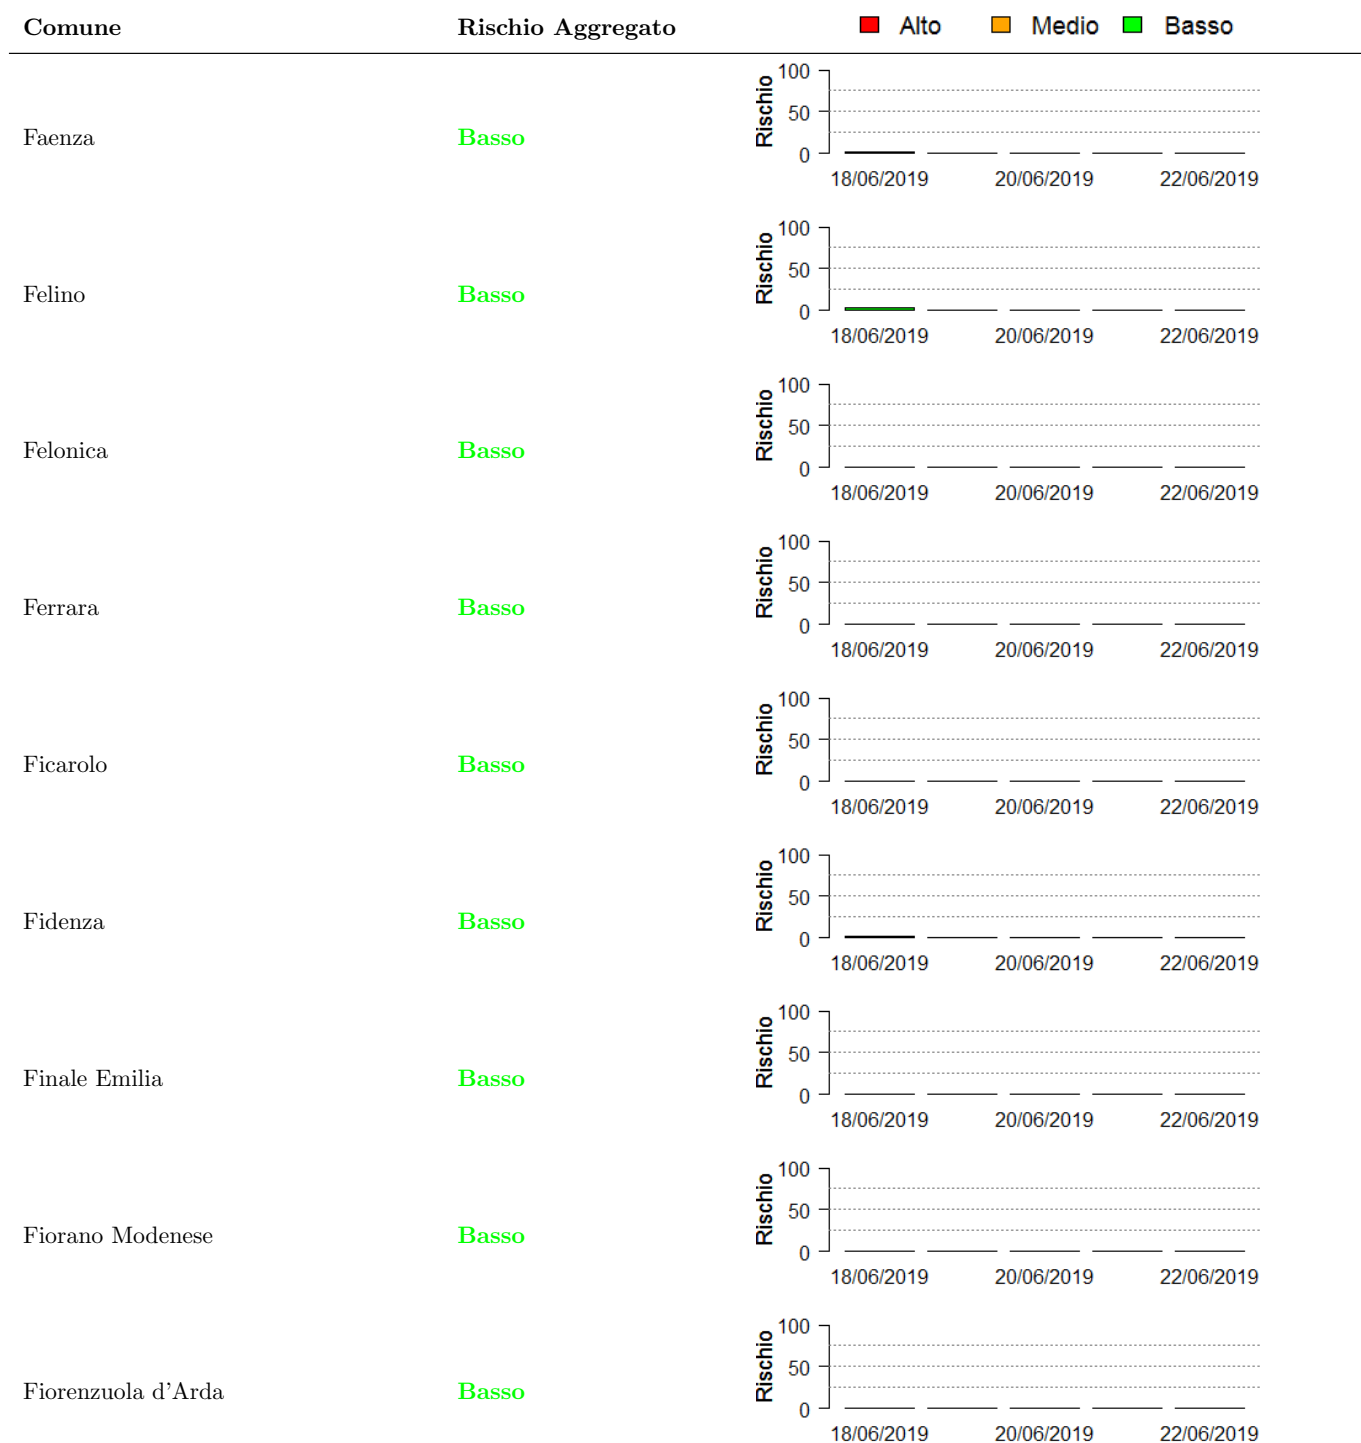 Comune Rischio Aggregato Alto Medio Basso
100
50
0
Rischio
Faenza Basso
18/06/2019 20/06/2019 22/06/2019
100
50
0
Rischio
Felino Basso
18/06/2019 20/06/2019 22/06/2019
100
50
0
Rischio
Felonica Basso
18/06/2019 20/06/2019 22/06/2019
100
50
0
Rischio
Ferrara Basso
18/06/2019 20/06/2019 22/06/2019
100
50
0
Rischio
Ficarolo Basso
18/06/2019 20/06/2019 22/06/2019
100
50
0
Rischio
Fidenza Basso
18/06/2019 20/06/2019 22/06/2019
100
50
0
Rischio
Finale Emilia Basso
18/06/2019 20/06/2019 22/06/2019
100
50
0
Rischio
Fiorano Modenese Basso
18/06/2019 20/06/2019 22/06/2019
100
50
0
Rischio
Fiorenzuola d'Arda Basso
18/06/2019 20/06/2019 22/06/2019